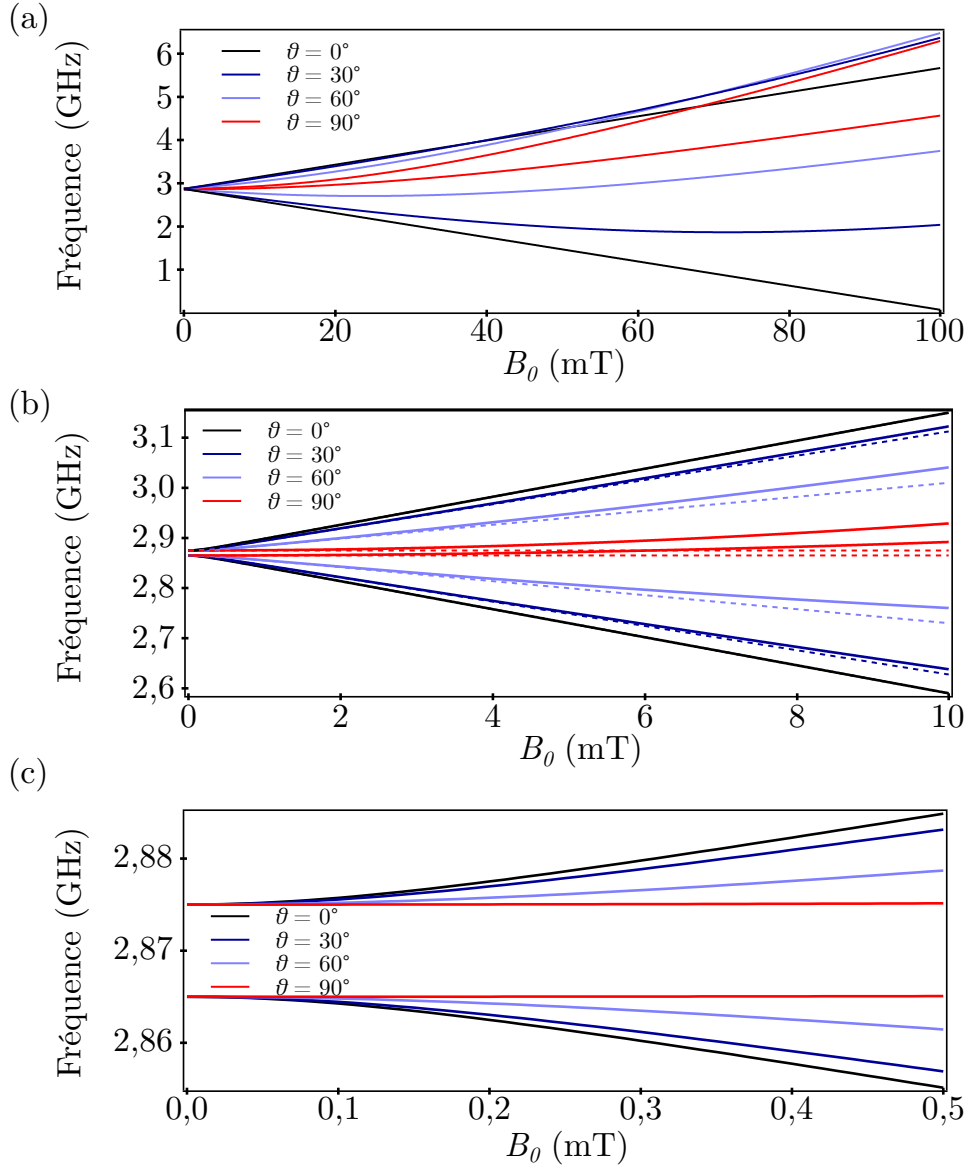 (a)
Fréquence (GHz)
6
5
4
3
2
1
ϑ = 0°
ϑ = 30°
ϑ = 60°
ϑ = 90°
0 20 40 60 80 100
B0 (mT)
(b)
Fréquence (GHz)
3,1
3,0
2,9
2,8
2,7
2,6
ϑ = 0°
ϑ = 30°
ϑ = 60°
ϑ = 90°
0 2 4 6 8 10
B0 (mT)
(c)
Fréquence (GHz)
2,88
2,87
2,86
ϑ = 0°
ϑ = 30°
ϑ = 60°
ϑ = 90°
0,0 0,1 0,2 0,3 0,4 0,5
B0 (mT)